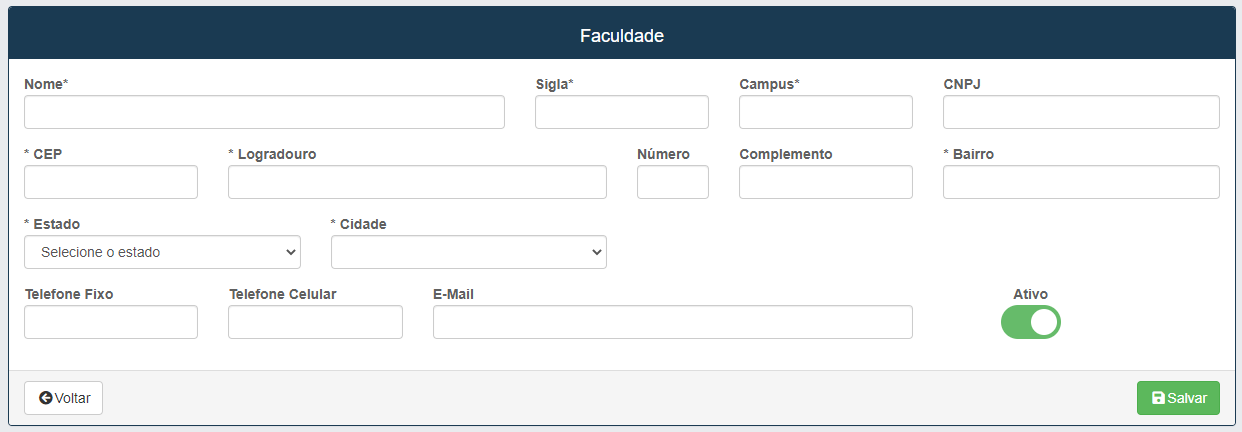 Faculdade
Nome* Sigla* Campus* CNPJ
* CEP * Logradouro Número Complemento * Bairro
* Estado * Cidade
Selecione o estado
Telefone Fixo Telefone Celular E-Mail Ativo
Voltar Salvar